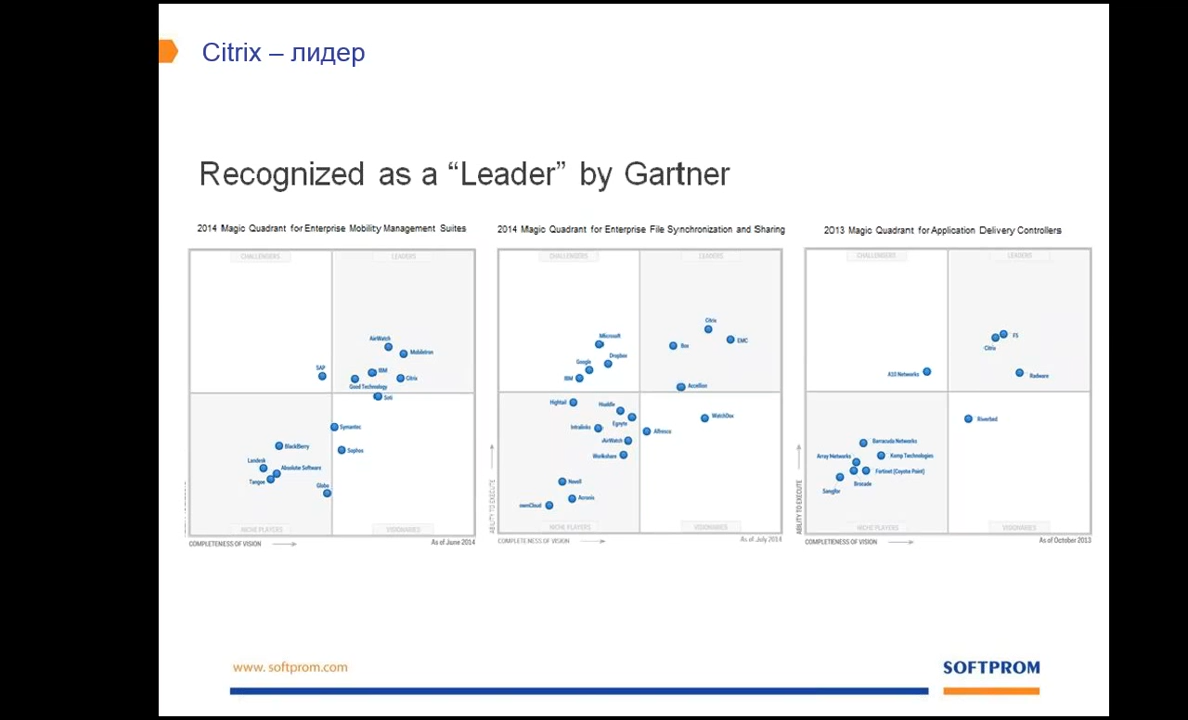 Citrix – лидер
Recognized as a “Leader” by Gartner
2014 Magic Quadrant for Enterprise Mobility Management Suites
CHALLENGERS
LEADERS
AirWatch
MobileIron
SAP
IBM
Good Technology
Citrix
Soti
Symantec
BlackBerry
Sophos
Landesk
Absolute Software
Tangoe
Globo
NICHE PLAYERS
VISIONARIES
COMPLETENESS OF VISION
As of June 2014
2014 Magic Quadrant for Enterprise File Synchronization and Sharing
CHALLENGERS
LEADERS
Citrix
Microsoft
EMC
Box
Dropbox
Google
IBM
Accellion
Hightail
Huddle
WatchDox
Egnyte
Intralinks
Alfresco
AirWatch
Workshare
Novell
Acronis
ownCloud
ABILITY TO EXECUTE
NICHE PLAYERS
VISIONARIES
COMPLETENESS OF VISION
As of July 2014
2013 Magic Quadrant for Application Delivery Controllers
CHALLENGERS
LEADERS
F5
Citrix
A10 Networks
Radware
Riverbed
Barracuda Networks
Array Networks
Kemp Technologies
Fortinet (Coyote Point)
Brocade
Sangfor
ABILITY TO EXECUTE
NICHE PLAYERS
VISIONARIES
COMPLETENESS OF VISION
As of October 2013
www. softprom.com
SOFTPROM